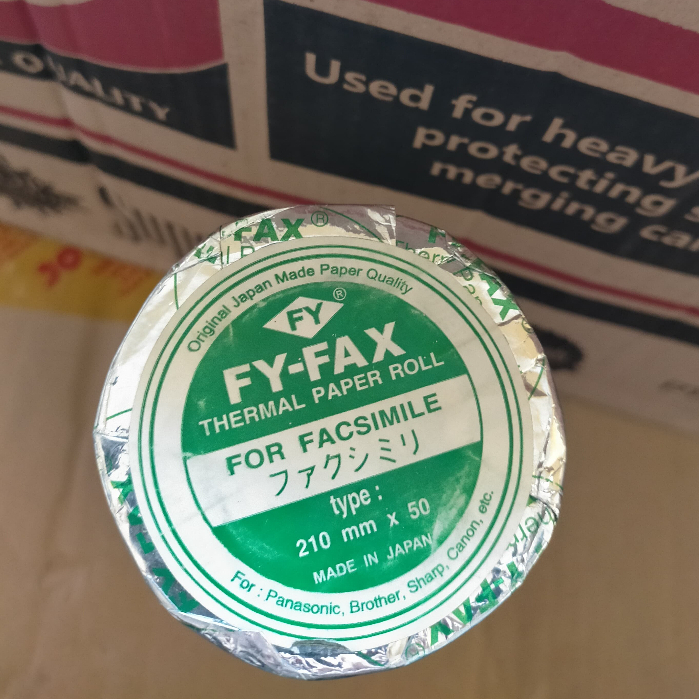 QUALITY
Used for heavy
protecting
merging
FAX®
Original Japan Made Paper Quality
FY®
FY-FAX
THERMAL PAPER ROLL
FOR FACSIMILE
ファクシミリ
type :
210 mm x 50
MADE IN JAPAN
For : Panasonic, Brother, Sharp, Canon, etc.